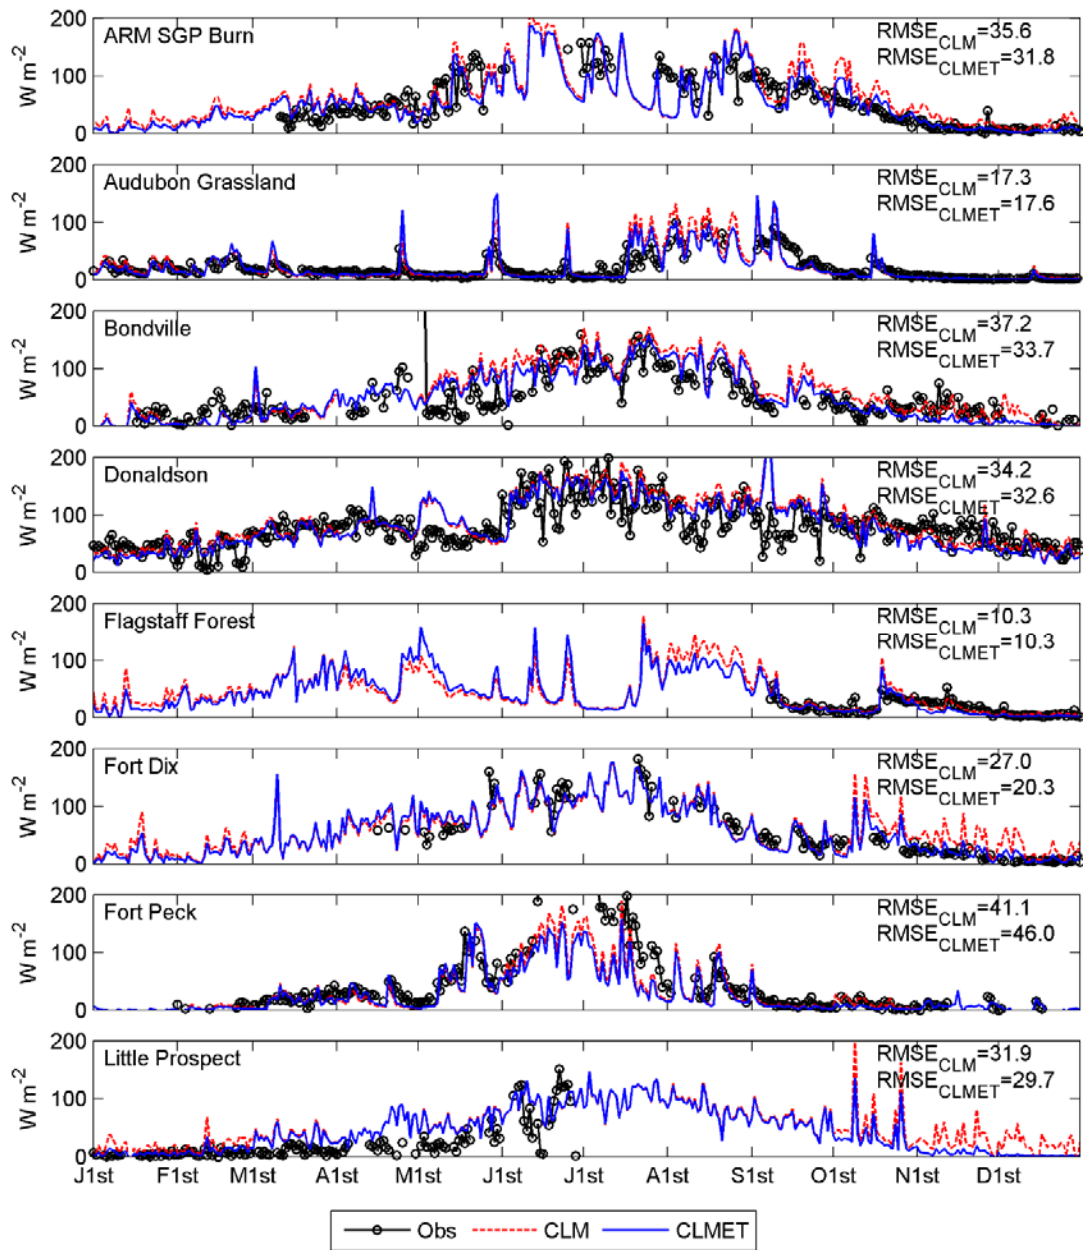 ARM SGP Burn
RMSE_CLM=35.6
RMSE_CLMET=31.8
W m-2
200
100
0
Audubon Grassland
RMSE_CLM=17.3
RMSE_CLMET=17.6
W m-2
200
100
0
Bondville
RMSE_CLM=37.2
RMSE_CLMET=33.7
W m-2
200
100
0
Donaldson
RMSE_CLM=34.2
RMSE_CLMET=32.6
W m-2
200
100
0
Flagstaff Forest
RMSE_CLM=10.3
RMSE_CLMET=10.3
W m-2
200
100
0
Fort Dix
RMSE_CLM=27.0
RMSE_CLMET=20.3
W m-2
200
100
0
Fort Peck
RMSE_CLM=41.1
RMSE_CLMET=46.0
W m-2
200
100
0
Little Prospect
RMSE_CLM=31.9
RMSE_CLMET=29.7
W m-2
200
100
0
J1st F1st M1st A1st M1st J1st J1st A1st S1st O1st N1st D1st
Obs CLM CLMET